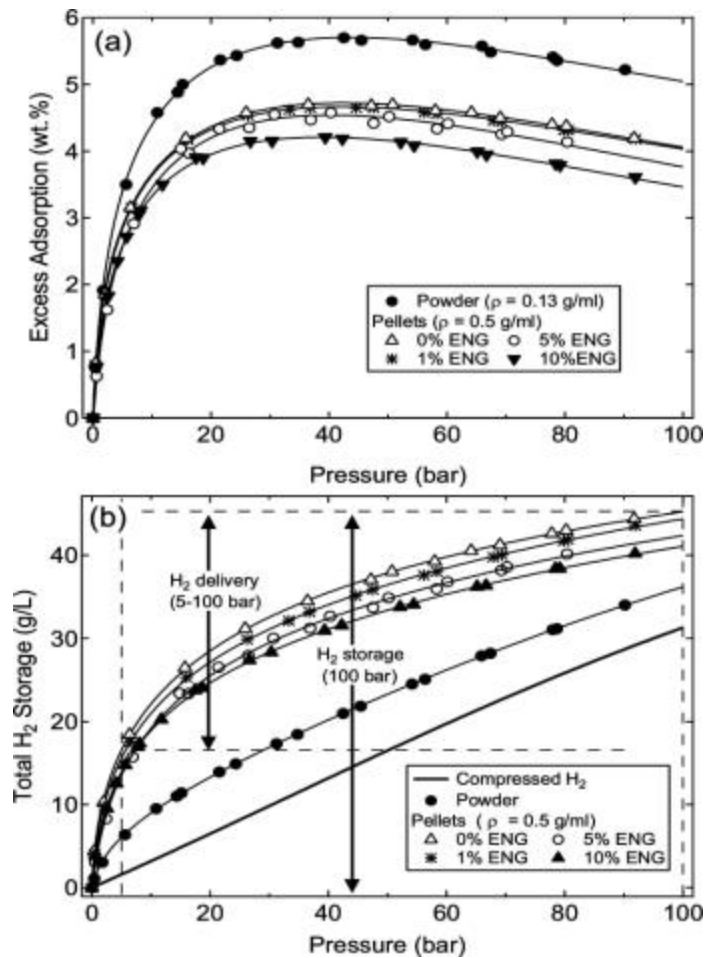 (a)
6
5
4
3
2
1
0
Excess Adsorption (wt.%)
Powder (ρ = 0.13 g/ml)
Pellets (ρ = 0.5 g/ml)
0% ENG 5% ENG
1% ENG 10%ENG
0 20 40 60 80 100
Pressure (bar)
(b)
40
30
20
10
0
Total H2 Storage (g/L)
H2 delivery
(5-100 bar)
H2 storage
(100 bar)
Compressed H2
Powder
Pellets ( ρ = 0.5 g/ml)
0% ENG 5% ENG
1% ENG 10% ENG
0 20 40 60 80 100
Pressure (bar)